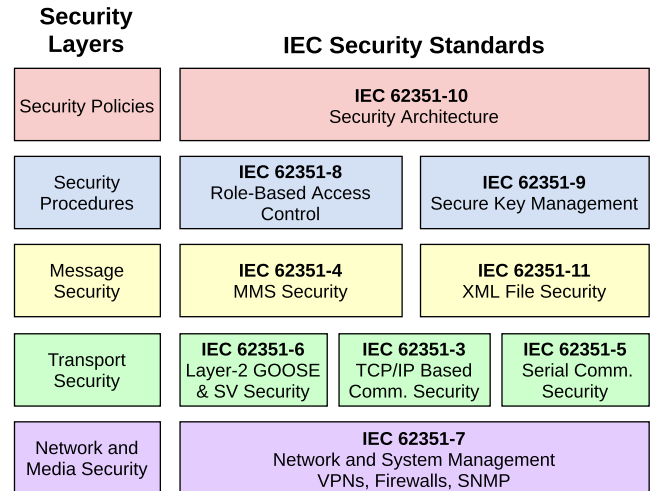 Security
Layers
IEC Security Standards
Security Policies
IEC 62351-10
Security Architecture
Security
Procedures
IEC 62351-8
Role-Based Access
Control
IEC 62351-9
Secure Key Management
Message
Security
IEC 62351-4
MMS Security
IEC 62351-11
XML File Security
Transport
Security
IEC 62351-6
Layer-2 GOOSE
& SV Security
IEC 62351-3
TCP/IP Based
Comm. Security
IEC 62351-5
Serial Comm.
Security
Network and
Media Security
IEC 62351-7
Network and System Management
VPNs, Firewalls, SNMP